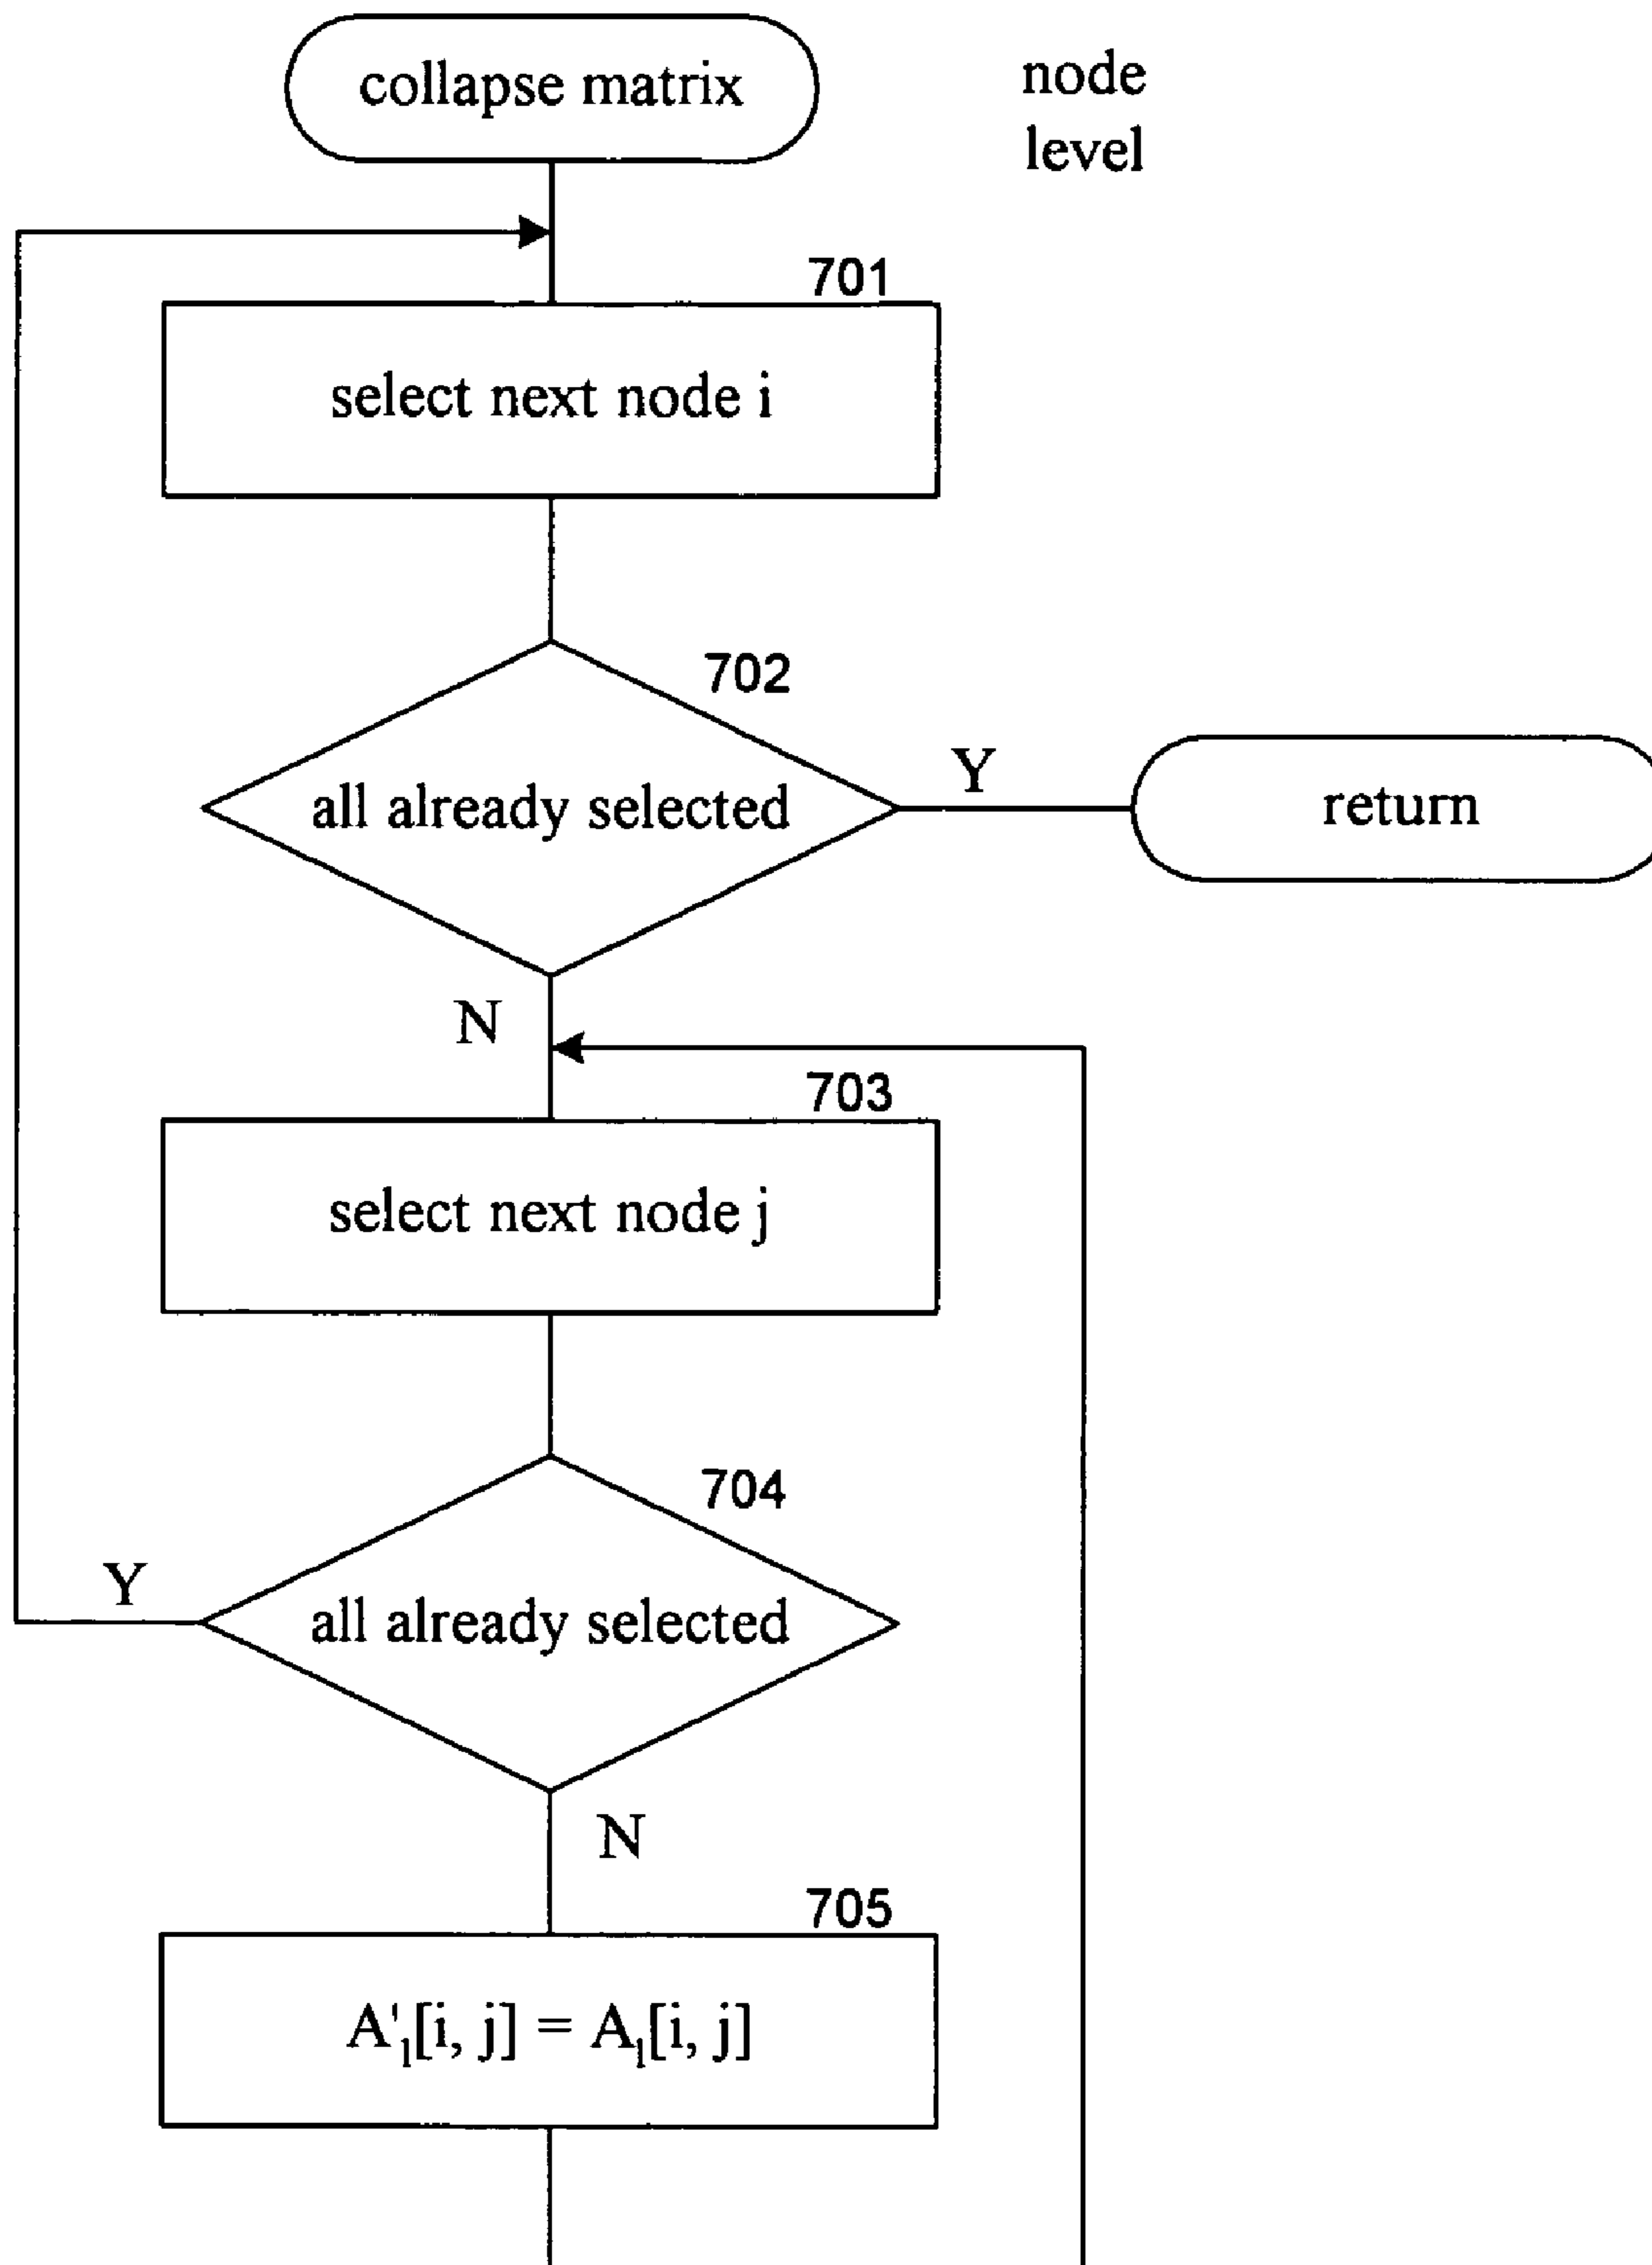 collapse matrix
node
level
701
select next node i
702
all already selected
Y
return
N
703
select next node j
704
all already selected
Y
N
705
A'l[i, j] = Al[i, j]